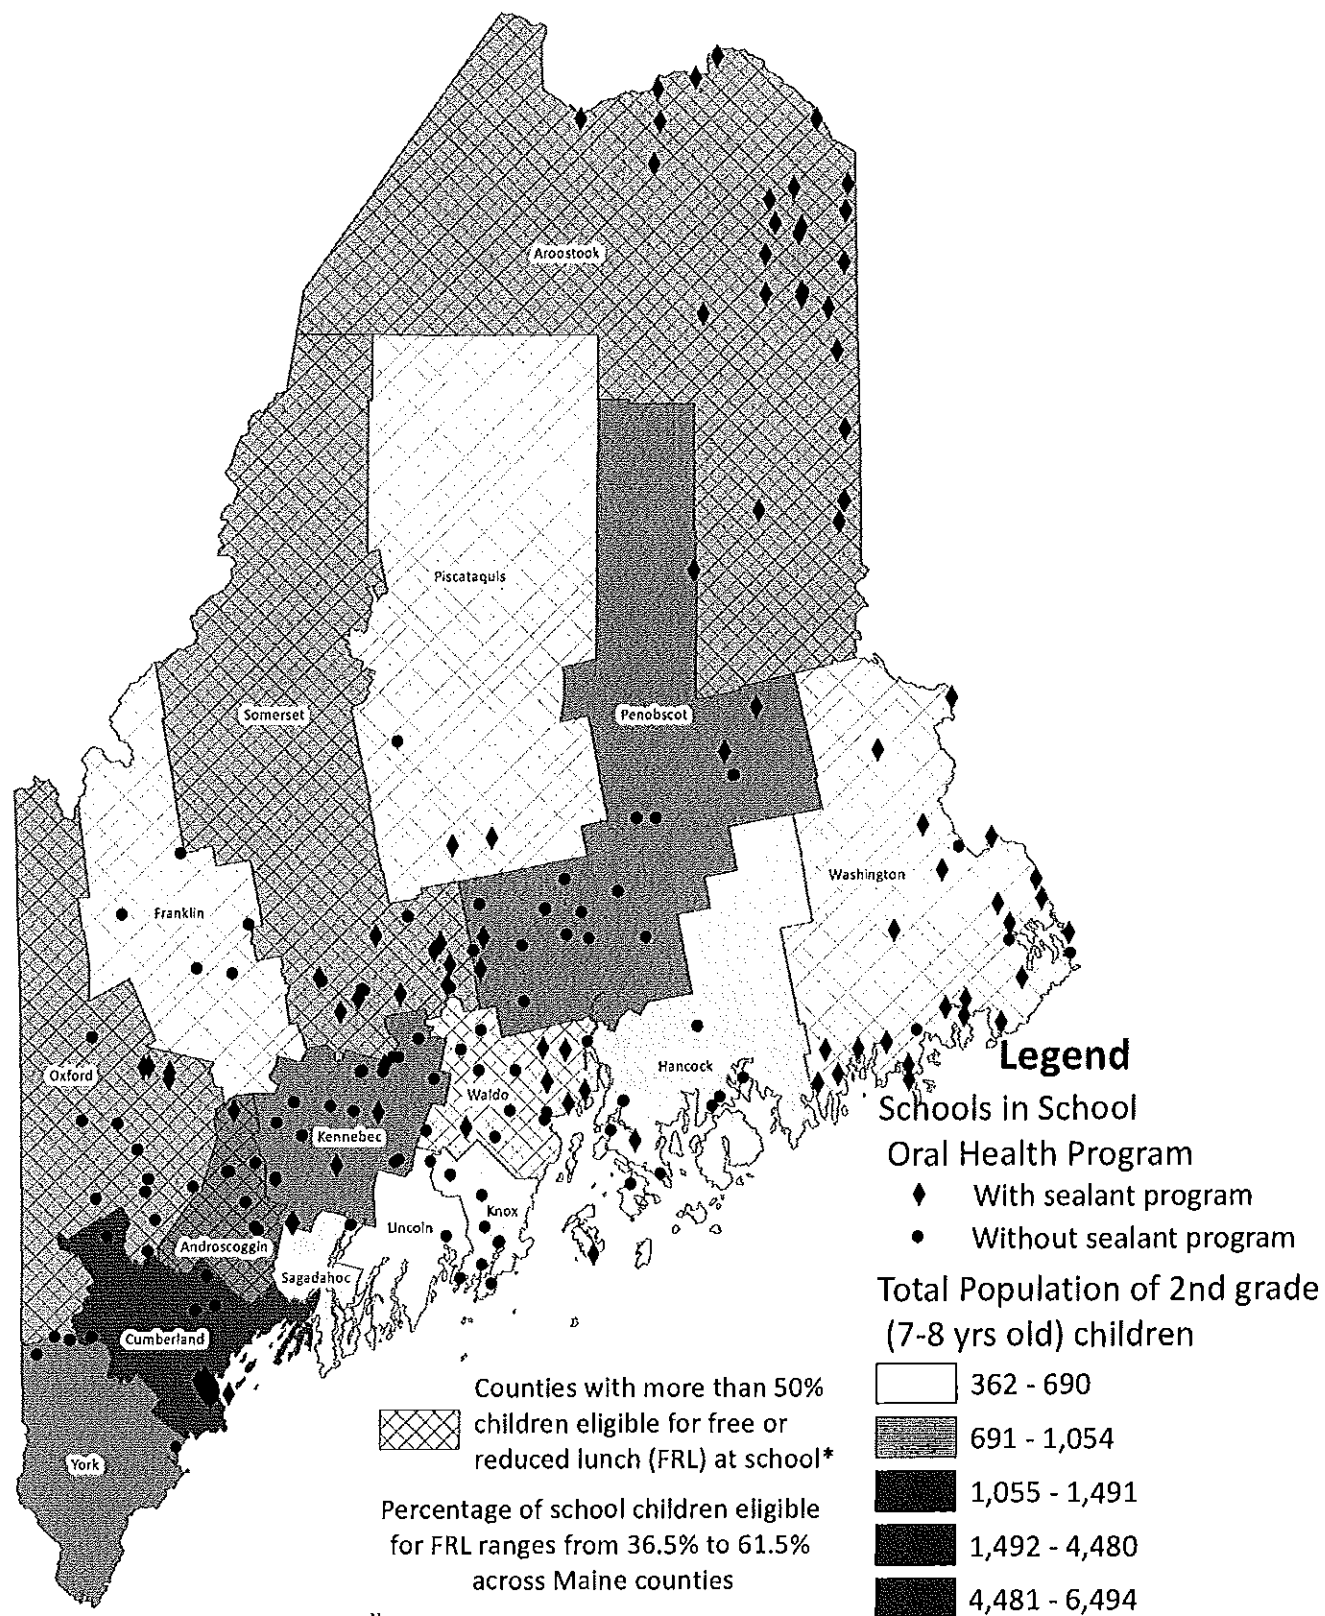 Aroostook
Piscataquis
Somerset
Penobscot
Washington
Franklin
Oxford
Hancock
Waldo
Kennebec
Knox
Lincoln
Androscoggin
Sagadahoc
Cumberland
York
Legend
Schools in School
Oral Health Program
With sealant program
Without sealant program
Total Population of 2nd grade
(7-8 yrs old) children
362 - 690
691 - 1,054
1,055 - 1,491
1,492 - 4,480
4,481 - 6,494
Counties with more than 50%
children eligible for free or
reduced lunch (FRL) at school*
Percentage of school children eligible
for FRL ranges from 36.5% to 61.5%
across Maine counties